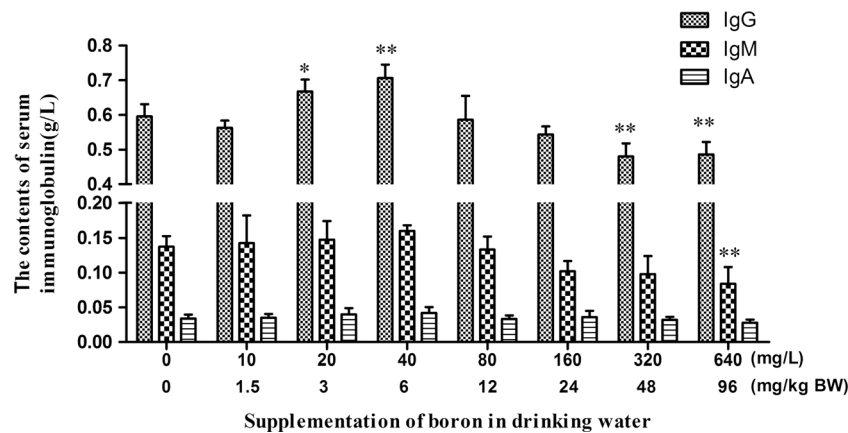 IgG
IgM
IgA
The contents of serum
immunoglobulin(g/L)
0.8
0.7
0.6
0.5
0.4
0.20
0.15
0.10
0.05
0.00
*
**
**
**
**
0 10 20 40 80 160 320 640 (mg/L)
0 1.5 3 6 12 24 48 96 (mg/kg BW)
Supplementation of boron in drinking water